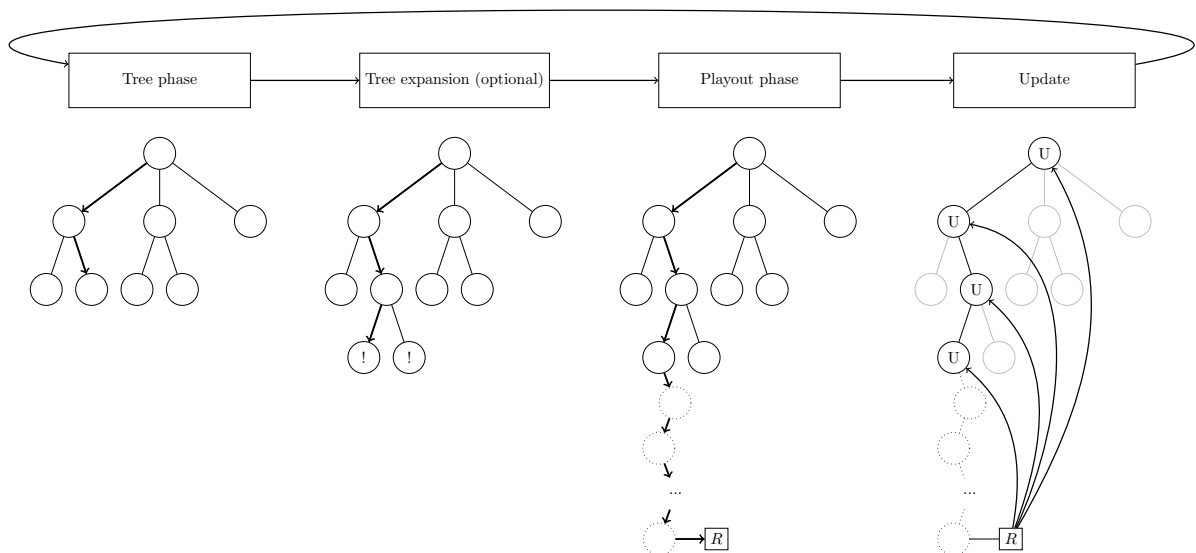 Tree phase
Tree expansion (optional)
Playout phase
Update
U
U
U
! !
U
...
...
R
R